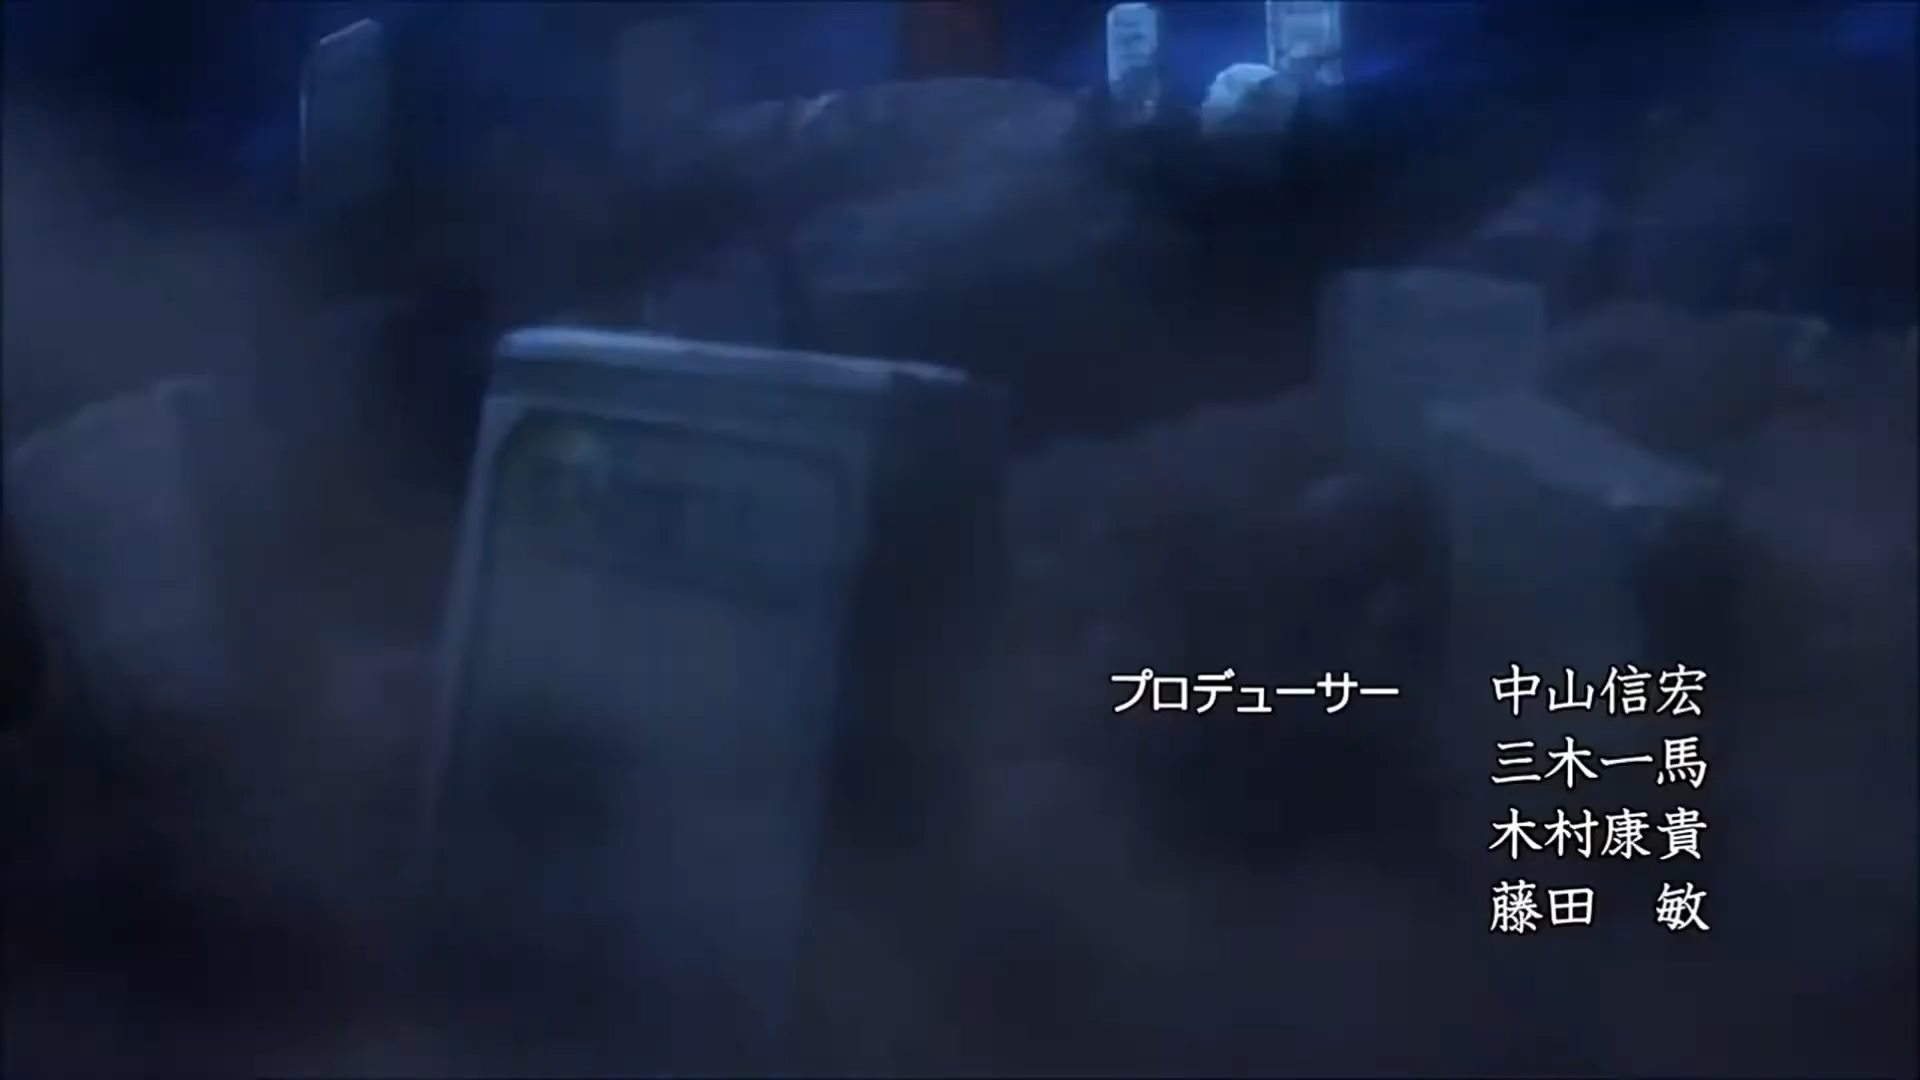 プロデューサー 中山信宏
三木一馬
木村康貴
藤田 敏